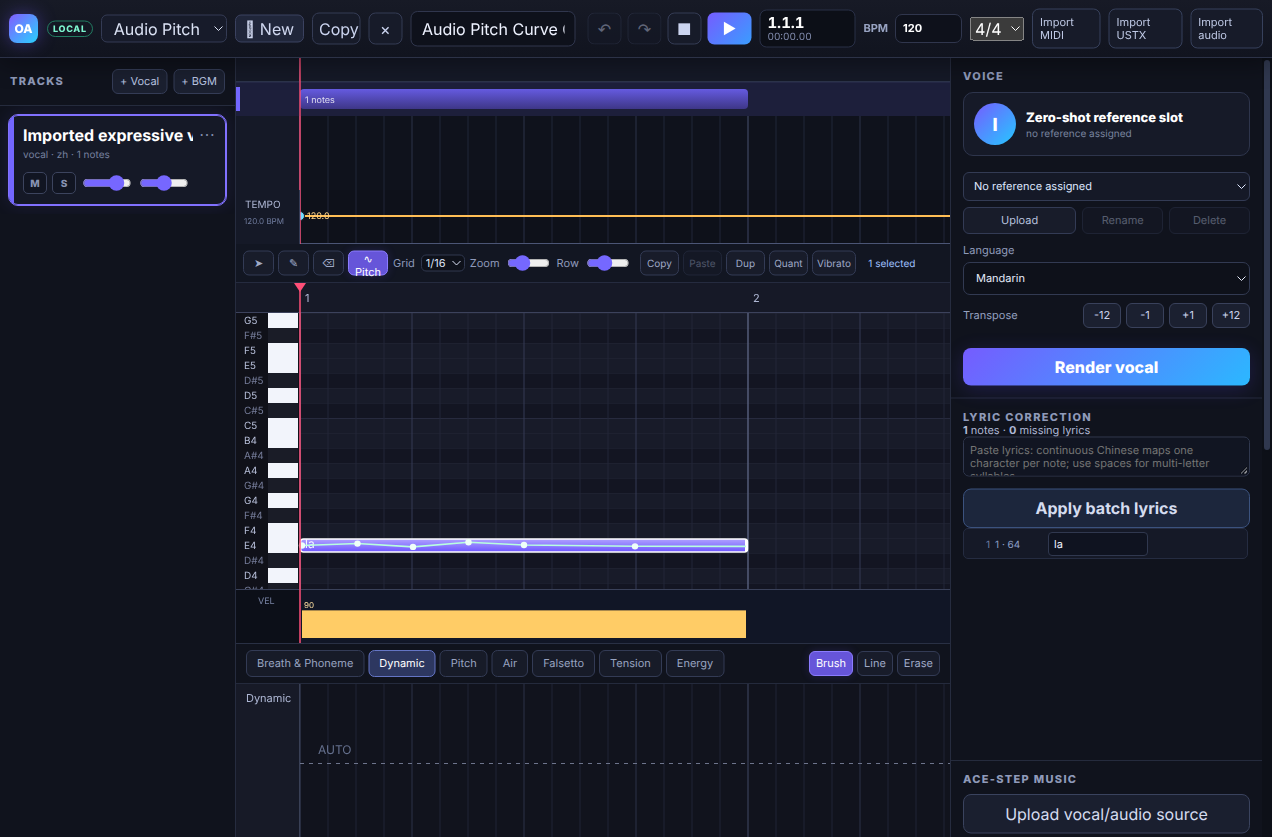 OA
LOCAL
Audio Pitch
New
Copy
×
Audio Pitch Curve
1.1.1
00:00.00
BPM
120
4/4
Import
MIDI
Import
USTX
Import
audio
TRACKS
+ Vocal
+ BGM
Imported expressive
vocal · zh · 1 notes
M
S
1 notes
TEMPO
120.0 BPM
120.0
Pitch
Grid
1/16
Zoom
Row
Copy
Paste
Dup
Quant
Vibrato
1 selected
1
2
G5
F#5
F5
E5
D#5
D5
C#5
C5
B4
A#4
A4
G#4
G4
F#4
F4
E4
D#4
D4
la
VEL
90
Breath & Phoneme
Dynamic
Pitch
Air
Falsetto
Tension
Energy
Brush
Line
Erase
Dynamic
AUTO
VOICE
I
Zero-shot reference slot
no reference assigned
No reference assigned
Upload
Rename
Delete
Language
Mandarin
Transpose
-12
-1
+1
+12
Render vocal
LYRIC CORRECTION
1 notes · 0 missing lyrics
Paste lyrics: continuous Chinese maps one
character per note; use spaces for multi-letter
Apply batch lyrics
1 1 · 64
la
ACE-STEP MUSIC
Upload vocal/audio source